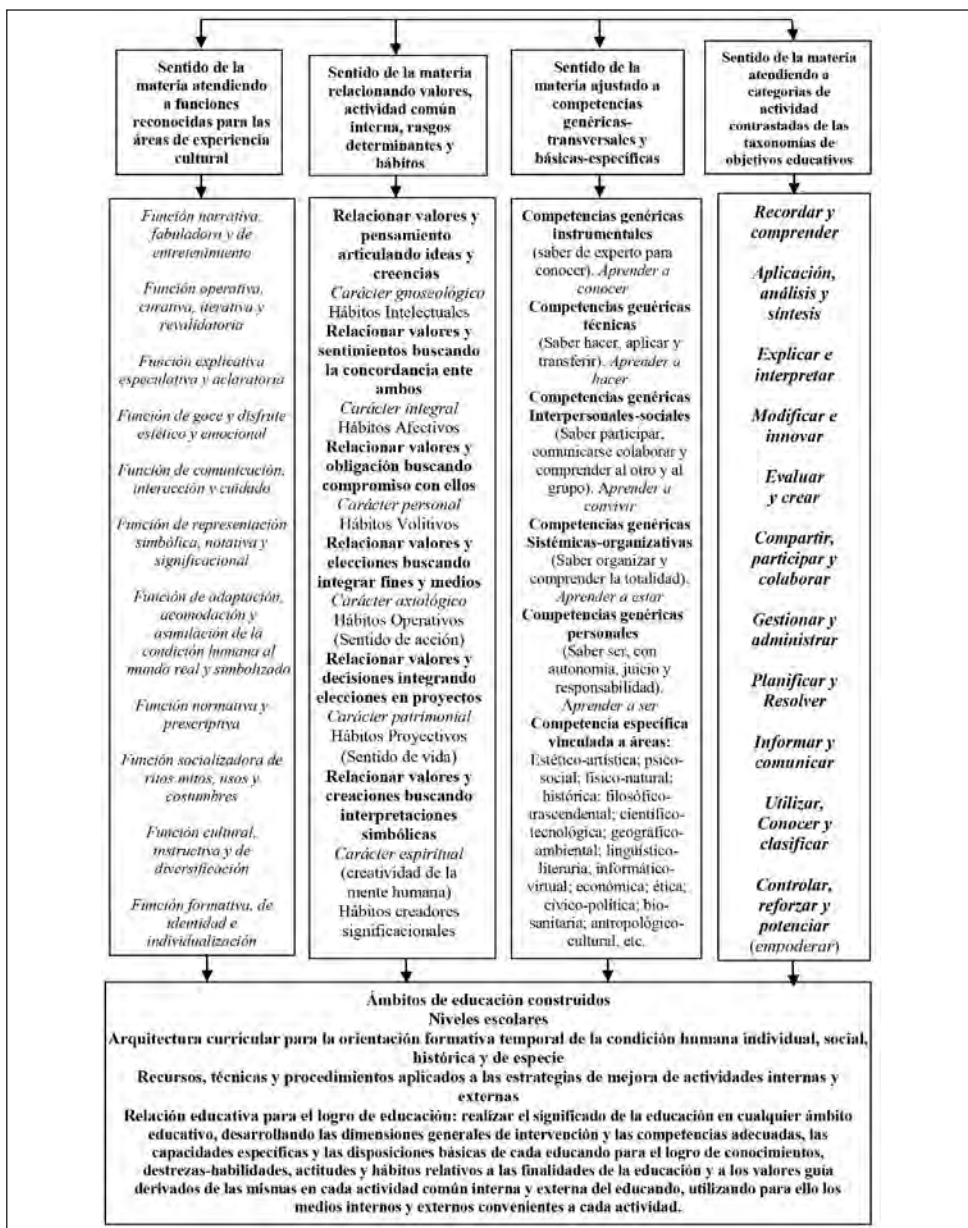 Sentido de la
materia atendiendo
a funciones
reconocidas para las
áreas de experiencia
cultural
Sentido de la materia
relacionando valores,
actividad común
interna, rasgos
determinantes y
hábitos
Sentido de la
materia ajustado a
competencias
genéricas-
transversales y
básicas-específicas
Sentido de la materia
atendiendo a
categorías de
actividad
contrastadas de las
taxonomías de
objetivos educativos
Función narrativa,
fabuladora y de
entretenimiento
Función operativa,
curativa, iterativa y
revalidatoria
Función explicativa
especulativa y aclaratoria
Función de goce y disfrute
estético y emocional
Función de comunicación,
interacción y cuidado
Función de representación
simbólica, notativa y
significacional
Función de adaptación,
acomodación y
asimilación de la
condición humana al
mundo real y simbolizado
Función normativa y
prescriptiva
Función socializadora de
ritos mitos, usos y
costumbres
Función cultural,
instructiva y de
diversificación
Función formativa, de
identidad e
individualización
Relacionar valores y
pensamiento
articulando ideas y
creencias
Carácter gnoseológico
Hábitos Intelectuales
Relacionar valores y
sentimientos buscando
la concordancia ente
ambos
Carácter integral
Hábitos Afectivos
Relacionar valores y
obligación buscando
compromiso con ellos
Carácter personal
Hábitos Volitivos
Relacionar valores y
elecciones buscando
integrar fines y medios
Carácter axiológico
Hábitos Operativos
(Sentido de acción)
Relacionar valores y
decisiones integrando
elecciones en proyectos
Carácter patrimonial
Hábitos Proyectivos
(Sentido de vida)
Relacionar valores y
creaciones buscando
interpretaciones
simbólicas
Carácter espiritual
(creatividad de la
mente humana)
Hábitos creadores
significacionales
Competencias genéricas
instrumentales
(saber de experto para
conocer). Aprender a
conocer
Competencias genéricas
técnicas
(Saber hacer, aplicar y
transferir). Aprender a
hacer
Competencias genéricas
Interpersonales-sociales
(Saber participar,
comunicarse colaborar y
comprender al otro y al
grupo). Aprender a
convivir
Competencias genéricas
Sistémicas-organizativas
(Saber organizar y
comprender la totalidad).
Aprender a estar
Competencias genéricas
personales
(Saber ser, con
autonomía, juicio y
responsabilidad).
Aprender a ser
Competencia específica
vinculada a áreas:
Estético-artística; psico-
social; físico-natural;
histórica; filosófico-
trascendental; científico-
tecnológica; geográfico-
ambiental; lingüístico-
literaria; informático-
virtual; económica; ética;
cívico-política; bio-
sanitaria; antropológico-
cultural, etc.
Recordar y
comprender
Aplicación,
análisis y
síntesis
Explicar e
interpretar
Modificar e
innovar
Evaluar
y crear
Compartir,
participar y
colaborar
Gestionar y
administrar
Planificar y
Resolver
Informar y
comunicar
Utilizar,
Conocer y
clasificar
Controlar,
reforzar y
potenciar
(empoderar)
Ámbitos de educación construidos
Niveles escolares
Arquitectura curricular para la orientación formativa temporal de la condición humana individual, social,
histórica y de especie
Recursos, técnicas y procedimientos aplicados a las estrategias de mejora de actividades internas y
externas
Relación educativa para el logro de educación: realizar el significado de la educación en cualquier ámbito
educativo, desarrollando las dimensiones generales de intervención y las competencias adecuadas, las
capacidades específicas y las disposiciones básicas de cada educando para el logro de conocimientos,
destrezas-habilidades, actitudes y hábitos relativos a las finalidades de la educación y a los valores guía
derivados de las mismas en cada actividad común interna y externa del educando, utilizando para ello los
medios internos y externos convenientes a cada actividad.